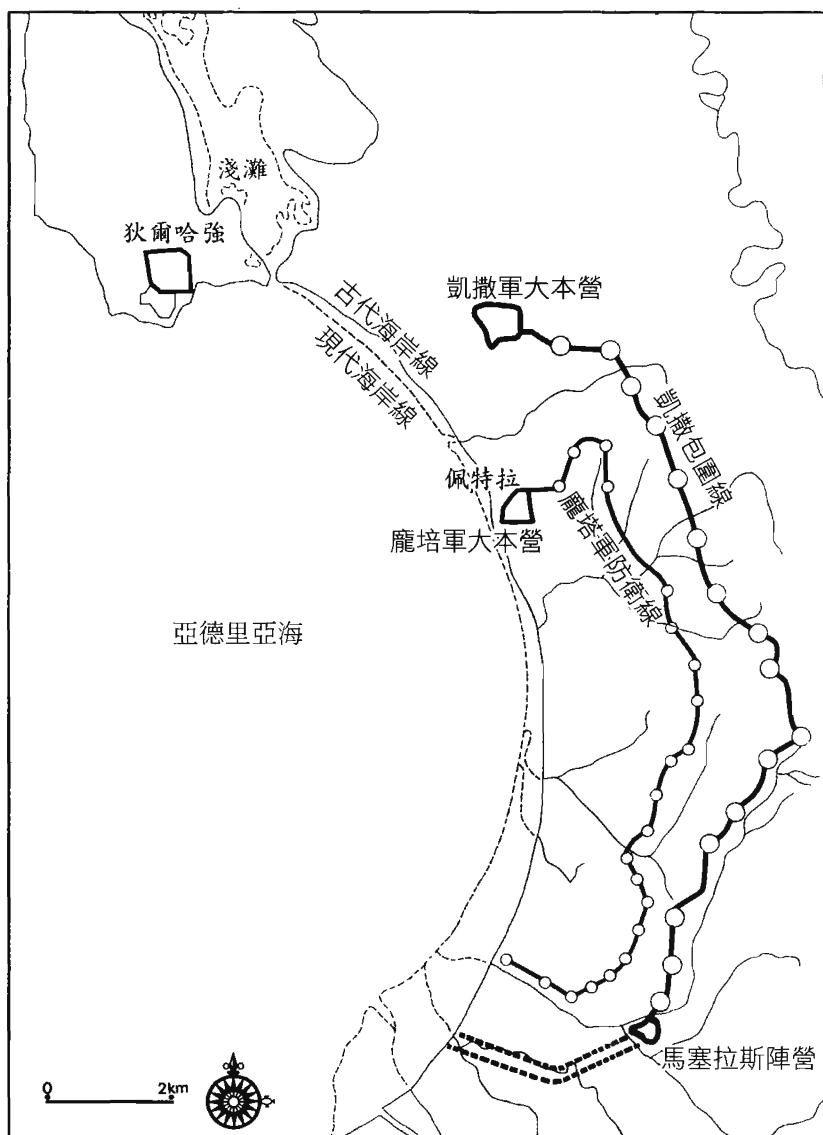 淺灘
狄爾哈強
凱撒軍大本營
古代海岸線
現代海岸線
凱撒包圍線
佩特拉
龐培軍大本營
龐塔軍防衛線
亞德里亞海
馬塞拉斯陣營
0 2km